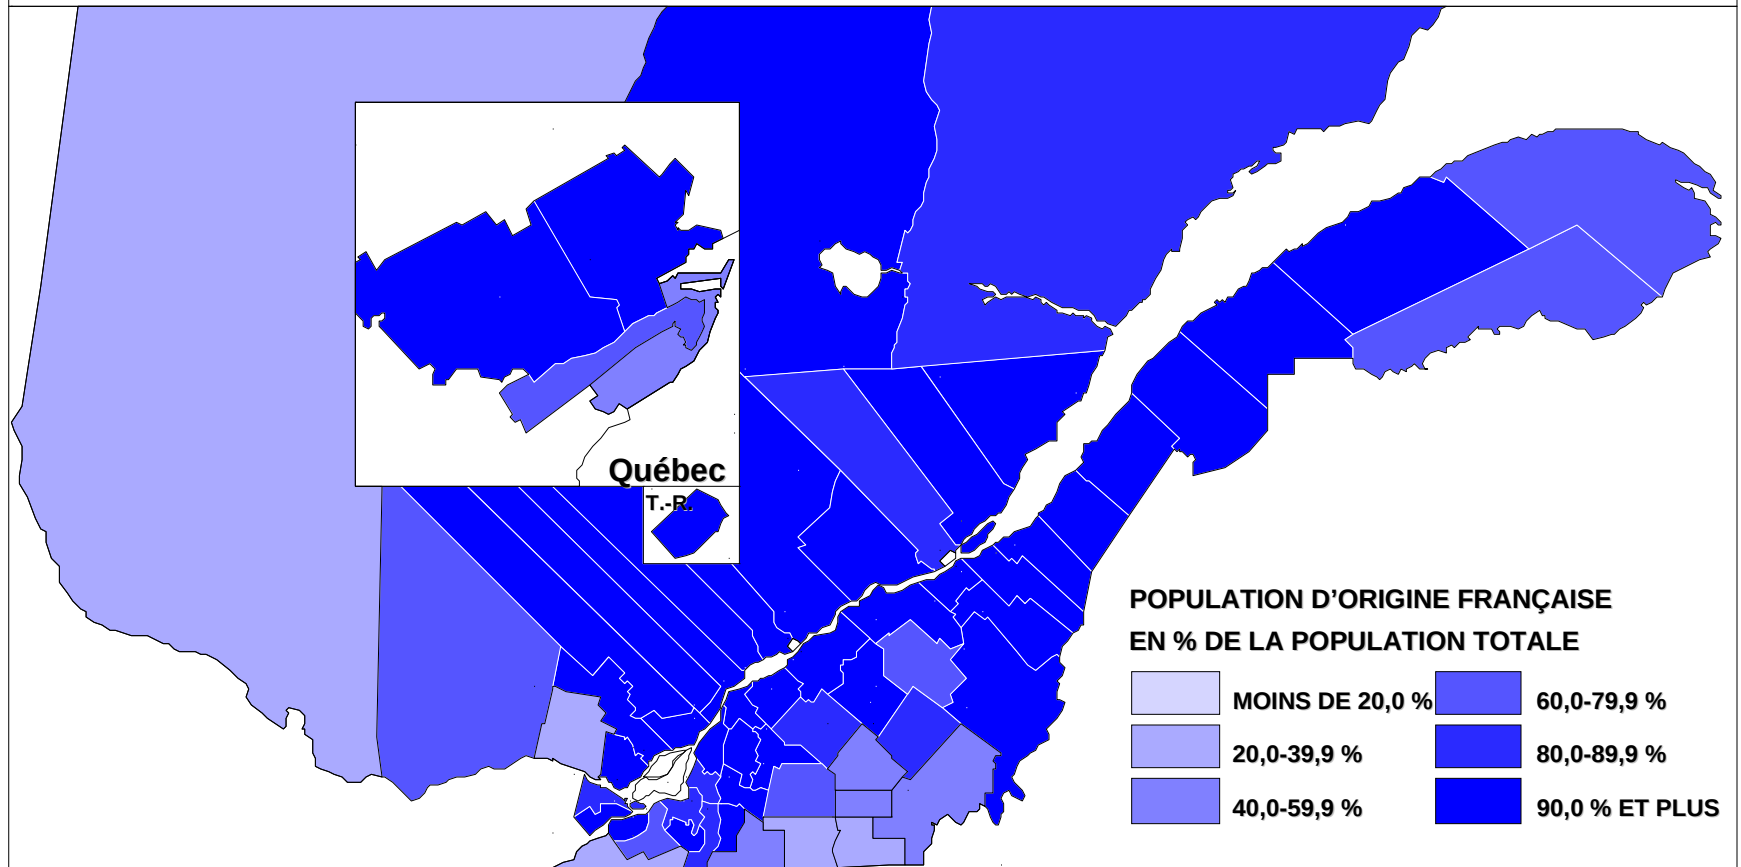 Québec
T.-R.
POPULATION D’ORIGINE FRANÇAISE
EN % DE LA POPULATION TOTALE
MOINS DE 20,0 %
60,0-79,9 %
20,0-39,9 %
80,0-89,9 %
40,0-59,9 %
90,0 % ET PLUS